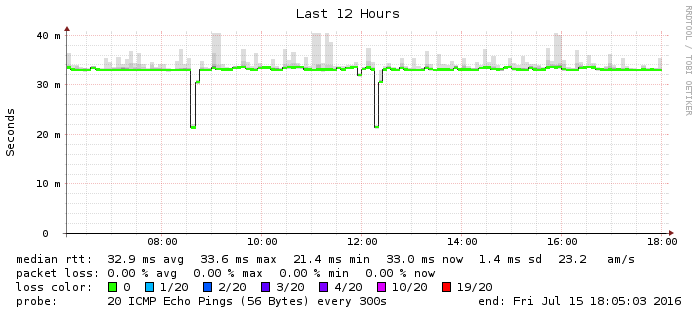 Last 12 Hours
RRDTOOL / TOBI OETIKER
Seconds
40 m
30 m
20 m
10 m
0
08:00 10:00 12:00 14:00 16:00 18:00
median rtt: 32.9 ms avg 33.6 ms max 21.4 ms min 33.0 ms now 1.4 ms sd 23.2 am/s
packet loss: 0.00 % avg 0.00 % max 0.00 % min 0.00 % now
loss color: 0 1/20 2/20 3/20 4/20 10/20 19/20
probe: 20 ICMP Echo Pings (56 Bytes) every 300s end: Fri Jul 15 18:05:03 2016